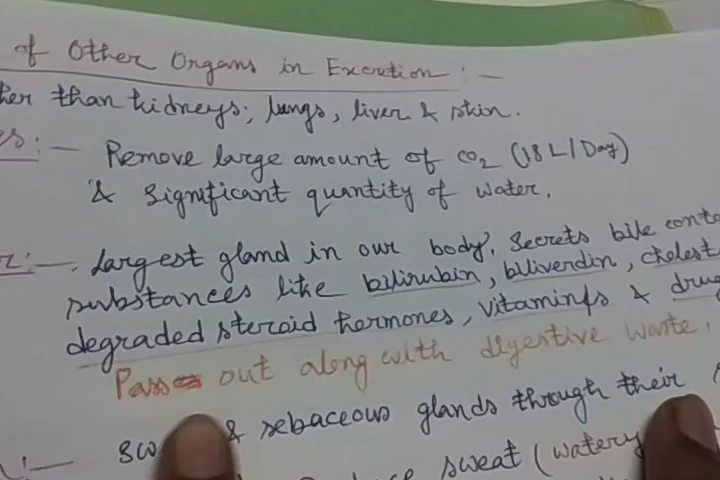 of Other Organs in Excretion :-
than kidneys; lungs, liver & skin.
:- Remove large amount of CO2 (18 L/Day)
& Significant quantity of water.
:-. Largest gland in our body. Secrets bile
substances like bilirubin, biliverdin,
degraded steroid hormones, vitamins &
Pass out along with digestive waste.
:- & sebaceous glands through their
sweat (watery